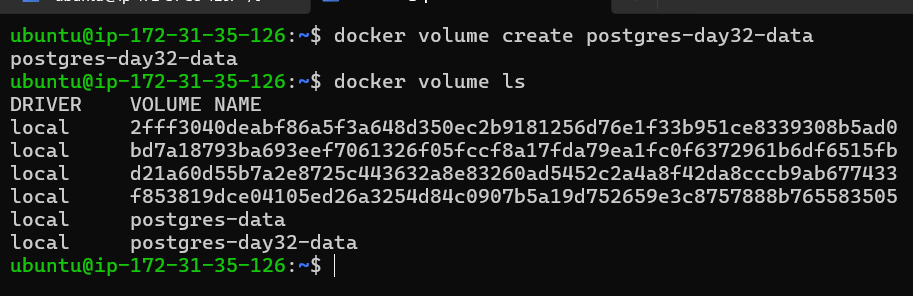 ubuntu@ip-172-31-35-126:~$ docker volume create postgres-day32-data
postgres-day32-data
ubuntu@ip-172-31-35-126:~$ docker volume ls
DRIVER    VOLUME NAME
local     2fff3040deabf86a5f3a648d350ec2b9181256d76e1f33b951ce8339308b5ad0
local     bd7a18793ba693eef7061326f05fccf8a17fda79ea1fc0f6372961b6df6515fb
local     d21a60d55b7a2e8725c443632a8e83260ad5452c2a4a8f42da8cccb9ab677433
local     f853819dce04105ed26a3254d84c0907b5a19d752659e3c8757888b765583505
local     postgres-data
local     postgres-day32-data
ubuntu@ip-172-31-35-126:~$